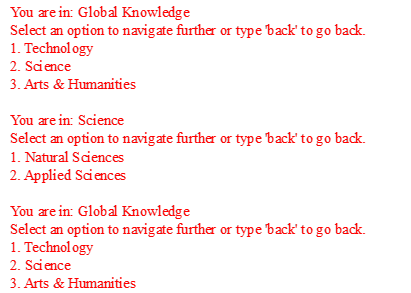 You are in: Global Knowledge
Select an option to navigate further or type 'back' to go back.
1. Technology
2. Science
3. Arts & Humanities
You are in: Science
Select an option to navigate further or type 'back' to go back.
1. Natural Sciences
2. Applied Sciences
You are in: Global Knowledge
Select an option to navigate further or type 'back' to go back.
1. Technology
2. Science
3. Arts & Humanities